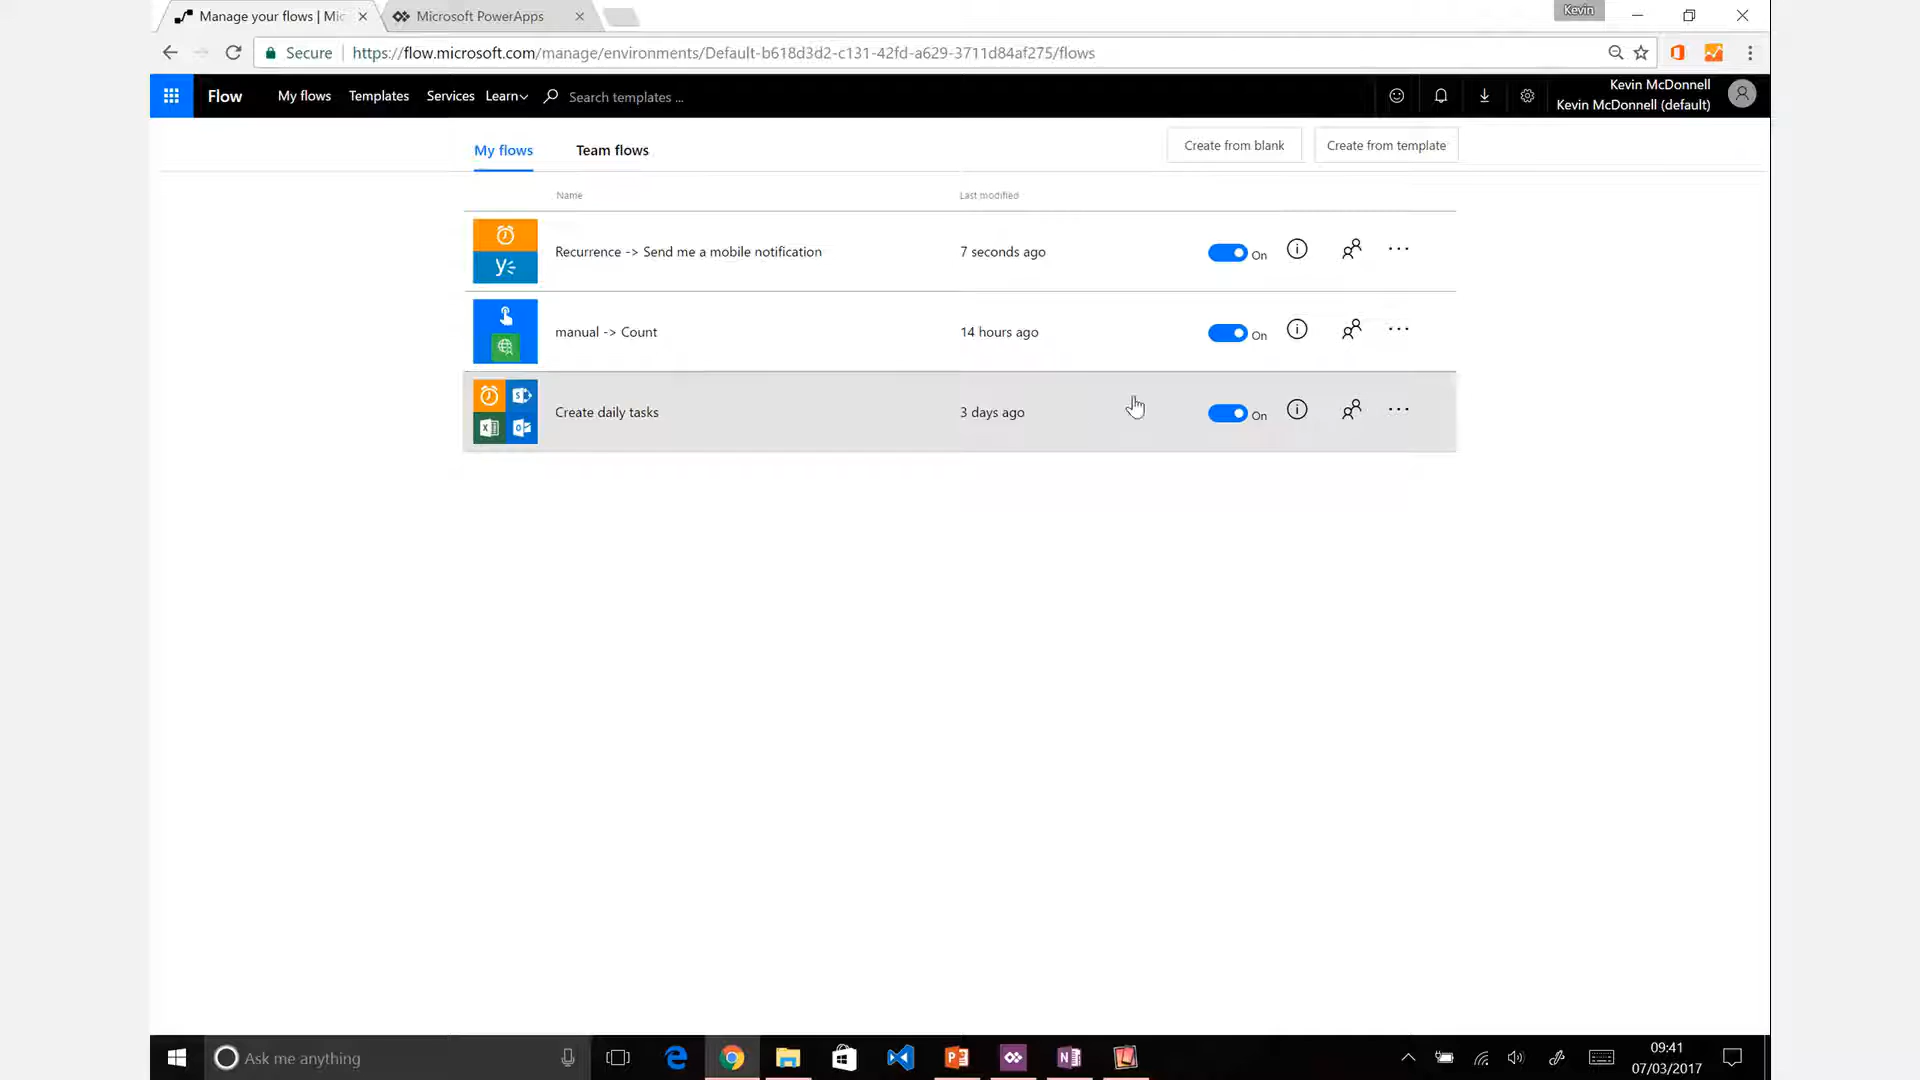 Manage your flows | Mic
Microsoft PowerApps
Kevin
Secure
https://flow.microsoft.com/manage/environments/Default-b618d3d2-c131-42fd-a629-3711d84af275/flows
Flow
My flows
Templates
Services
Learn
Search templates ...
Kevin McDonnell
Kevin McDonnell (default)
My flows
Team flows
Create from blank
Create from template
Name
Last modified
Recurrence -> Send me a mobile notification
7 seconds ago
On
manual -> Count
14 hours ago
On
Create daily tasks
3 days ago
On
Ask me anything
09:41
07/03/2017